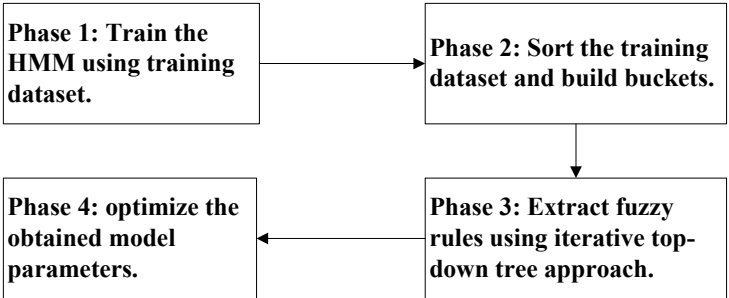 Phase 1: Train the
HMM using training
dataset.
Phase 2: Sort the training
dataset and build buckets.
Phase 3: Extract fuzzy
rules using iterative top-
down tree approach.
Phase 4: optimize the
obtained model
parameters.